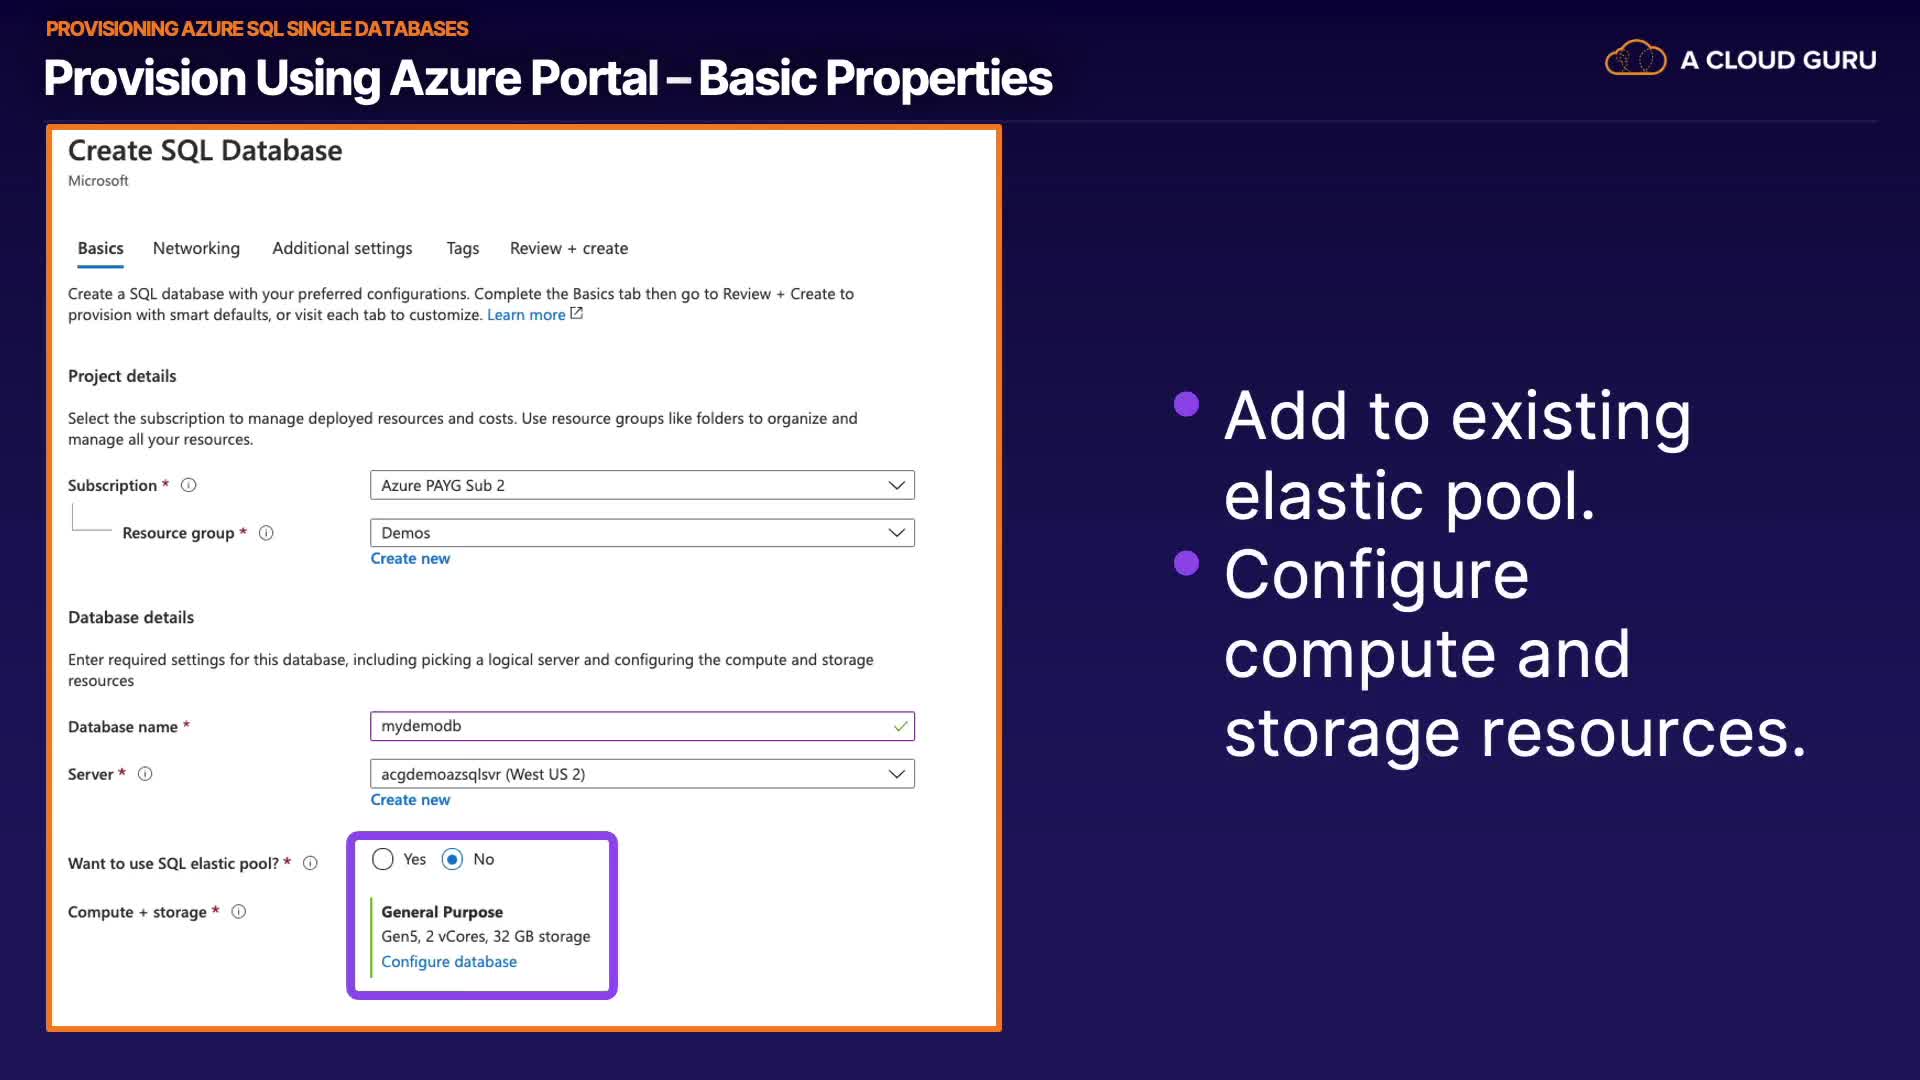 PROVISIONING AZURE SQL SINGLE DATABASES
Provision Using Azure Portal – Basic Properties
A CLOUD GURU
Create SQL Database
Microsoft
Basics Networking Additional settings Tags Review + create
Create a SQL database with your preferred configurations. Complete the Basics tab then go to Review + Create to
provision with smart defaults, or visit each tab to customize. Learn more
Project details
Select the subscription to manage deployed resources and costs. Use resource groups like folders to organize and
manage all your resources.
Subscription * Azure PAYG Sub 2
Resource group * Demos
Create new
Database details
Enter required settings for this database, including picking a logical server and configuring the compute and storage
resources
Database name * mydemodb
Server * acgdemoazsqlsvr (West US 2)
Create new
Want to use SQL elastic pool? * Yes No
Compute + storage * General Purpose
Gen5, 2 vCores, 32 GB storage
Configure database
• Add to existing
elastic pool.
• Configure
compute and
storage resources.